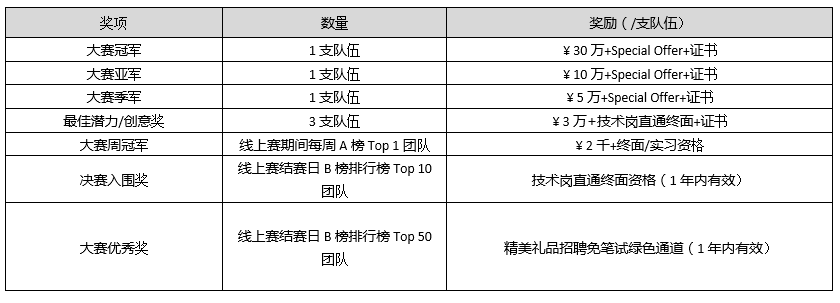 奖项 数量 奖励（/支队伍）
大赛冠军 1 支队伍 ￥30 万+Special Offer+证书
大赛亚军 1 支队伍 ￥10 万+Special Offer+证书
大赛季军 1 支队伍 ￥5 万+Special Offer+证书
最佳潜力/创意奖 3 支队伍 ￥3 万＋技术岗直通终面+证书
大赛周冠军 线上赛期间每周 A 榜 Top 1 团队 ￥2 千+终面/实习资格
决赛入围奖 线上赛结赛日 B 榜排行榜 Top 10 团队 技术岗直通终面资格（1 年内有效）
大赛优秀奖 线上赛结赛日 B 榜排行榜 Top 50 团队 精美礼品招聘免笔试绿色通道（1 年内有效）